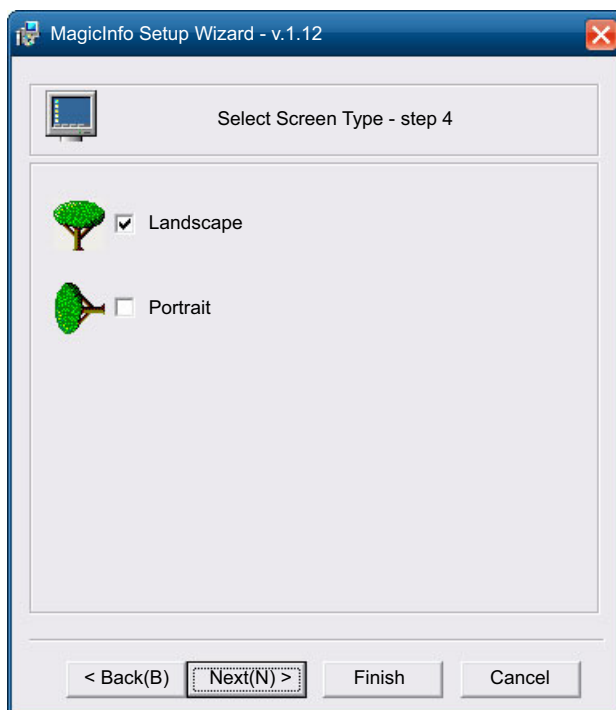 MagicInfo Setup Wizard - v.1.12
Select Screen Type - step 4
Landscape
Portrait
< Back(B) Next(N) > Finish Cancel